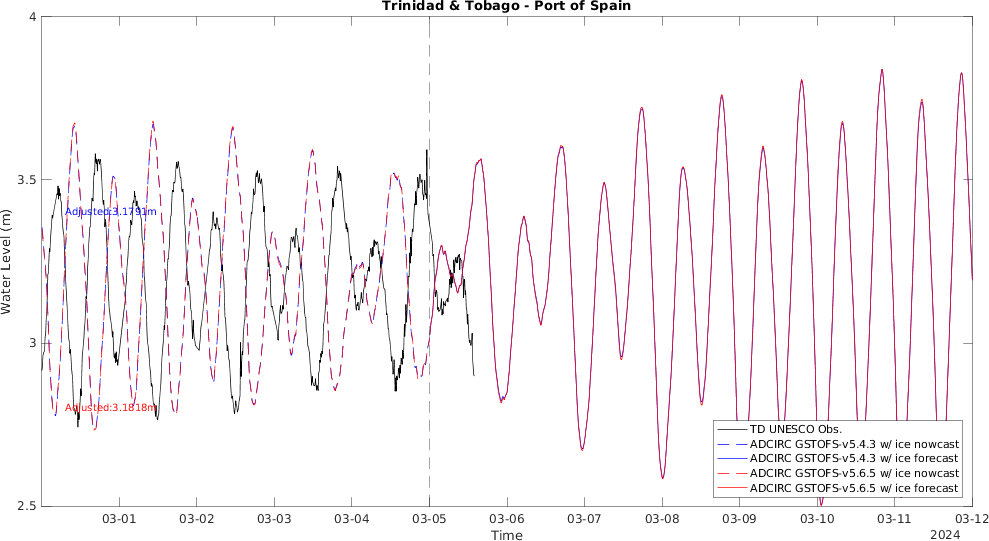 Trinidad & Tobago - Port of Spain
4
3.5
3
2.5
Water Level (m)
Adjusted:3.1791m
Adjusted:3.1818m
TD UNESCO Obs.
ADCIRC GSTOFS-v5.4.3 w/ ice nowcast
ADCIRC GSTOFS-v5.4.3 w/ ice forecast
ADCIRC GSTOFS-v5.6.5 w/ ice nowcast
ADCIRC GSTOFS-v5.6.5 w/ ice forecast
03-01 03-02 03-03 03-04 03-05 03-06 03-07 03-08 03-09 03-10 03-11 03-12
Time
2024